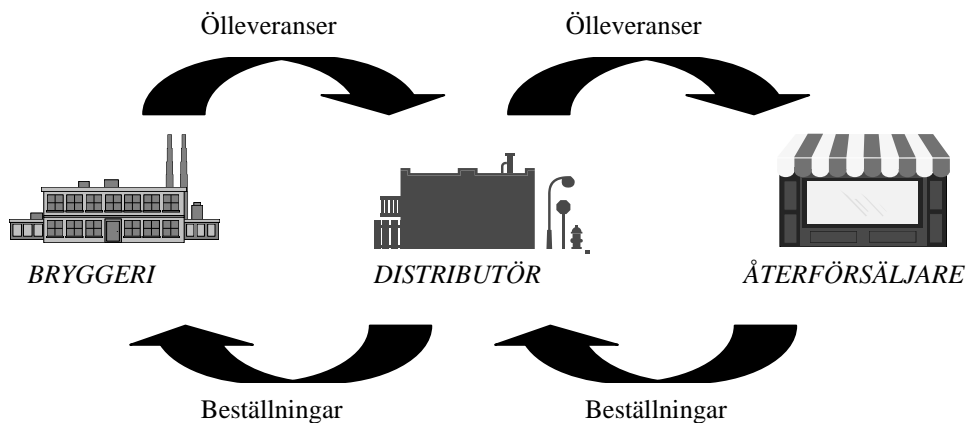 Ölleveranser
Ölleveranser
BRYGGERI
DISTRIBUTÖR
ÅTERFÖRSÄLJARE
Beställningar
Beställningar